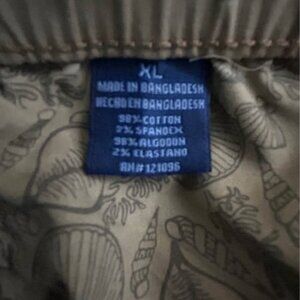 XL
MADE IN BANGLADESH
HECHO EN BANGLADESH
98% COTTON
2% SPANDEX
98% ALGODON
2% ELASTANO
RN# 121096